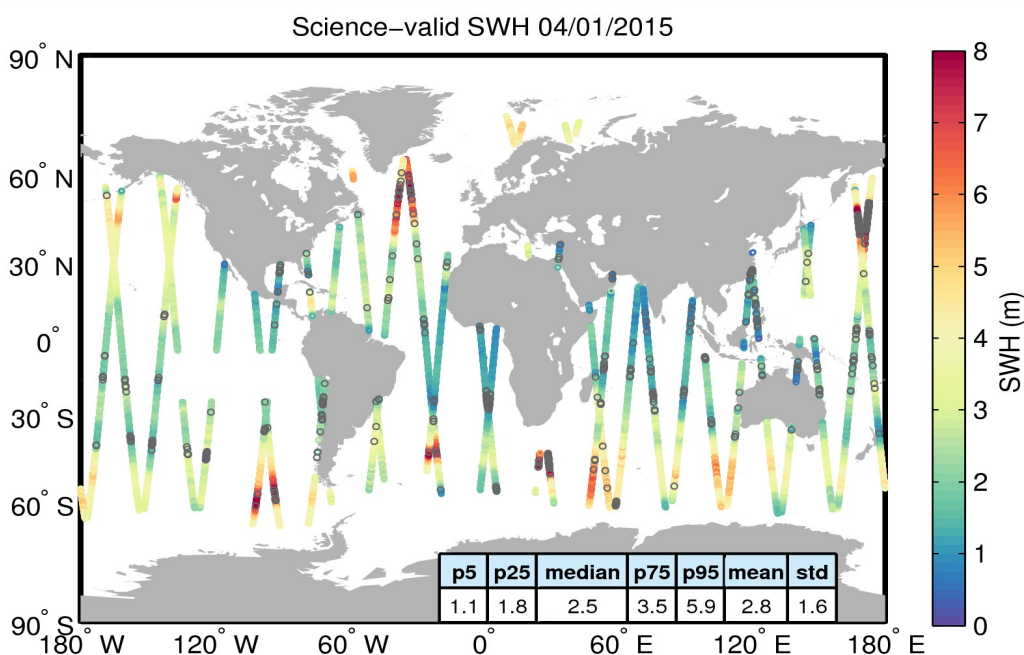 Science−valid SWH 04/01/2015
90° N
60° N
30° N
0°
30° S
60° S
90° S
180° W
120° W
60° W
0°
60° E
120° E
180° E
p5 p25 median p75 p95 mean std
1.1 1.8 2.5 3.5 5.9 2.8 1.6
8
7
6
5
4
3
2
1
0
SWH (m)